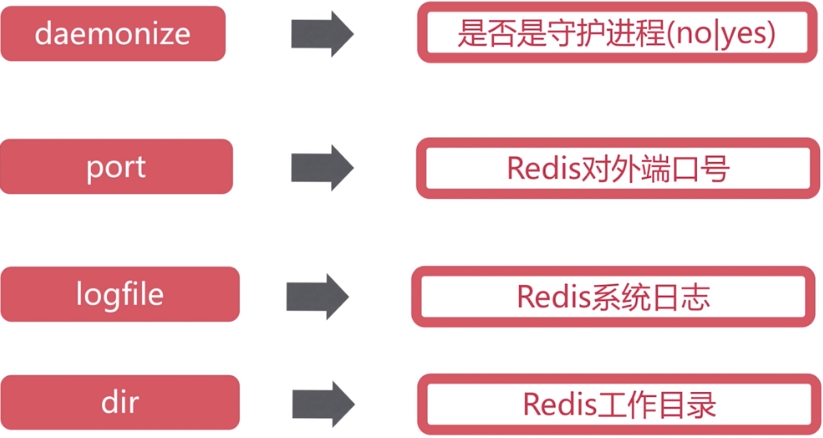 daemonize
是否是守护进程(no|yes)
port
Redis对外端口号
logfile
Redis系统日志
dir
Redis工作目录